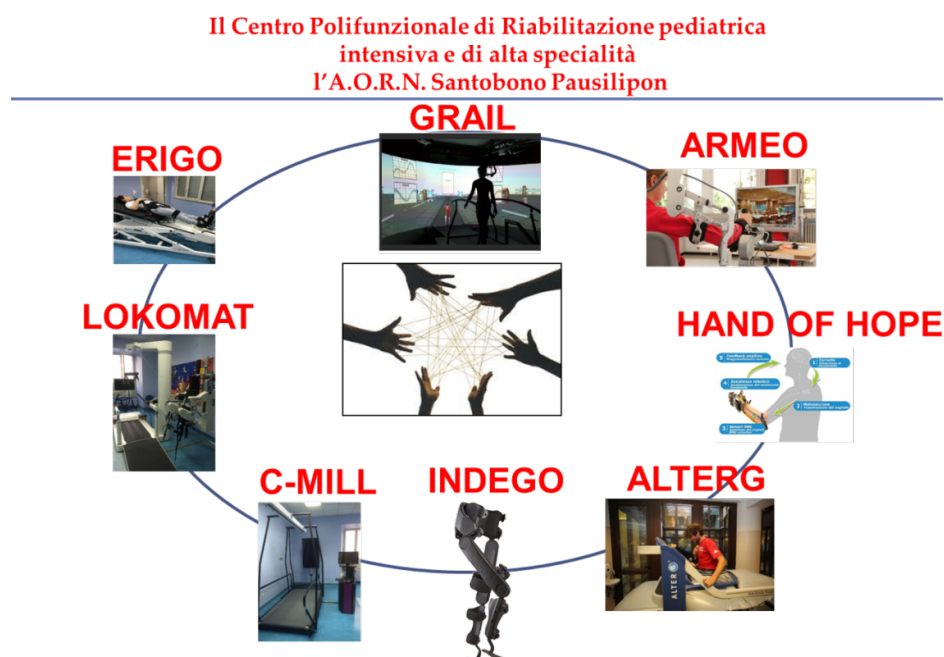 Il Centro Polifunzionale di Riabilitazione pediatrica
intensiva e di alta specialità
l'A.O.R.N. Santobono Pausilipon
GRAIL
ERIGO
ARMEO
LOKOMAT
HAND OF HOPE
C-MILL
INDEGO
ALTERG
ALTER